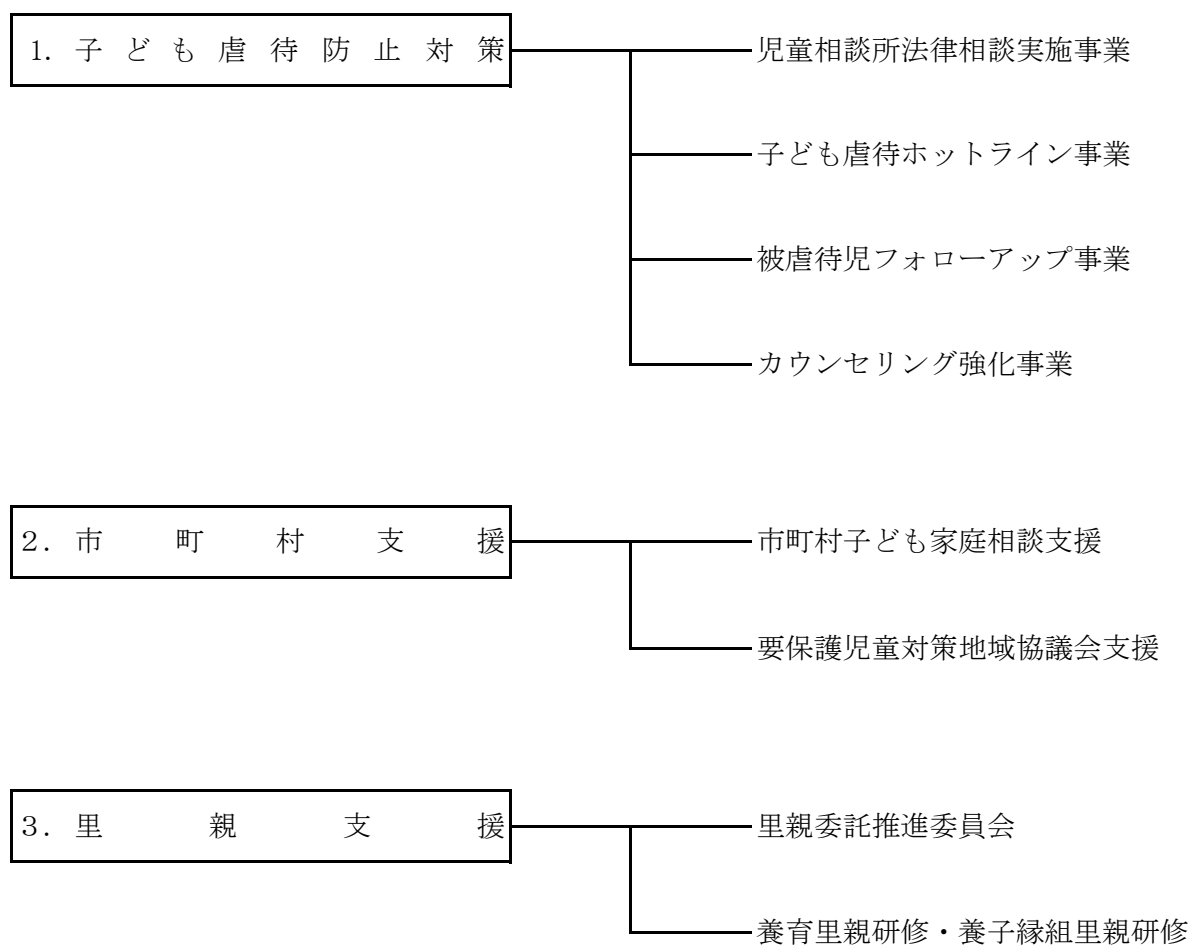 1. 子ども虐待防止対策
児童相談所法律相談実施事業
子ども虐待ホットライン事業
被虐待児フォローアップ事業
カウンセリング強化事業
2. 市町村支援
市町村子ども家庭相談支援
要保護児童対策地域協議会支援
3. 里親支援
里親委託推進委員会
養育里親研修・養子縁組里親研修